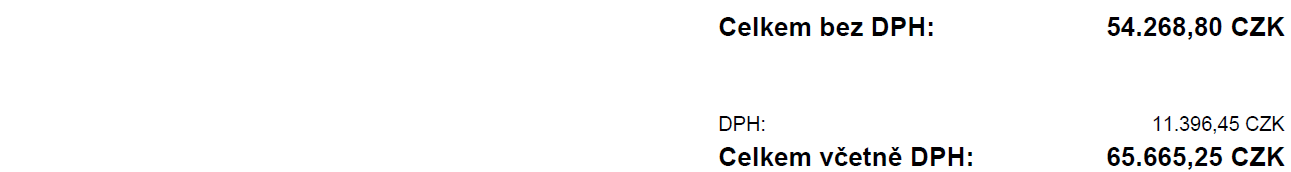 Celkem bez DPH: 54.268,80 CZK
DPH: 11.396,45 CZK
Celkem včetně DPH: 65.665,25 CZK